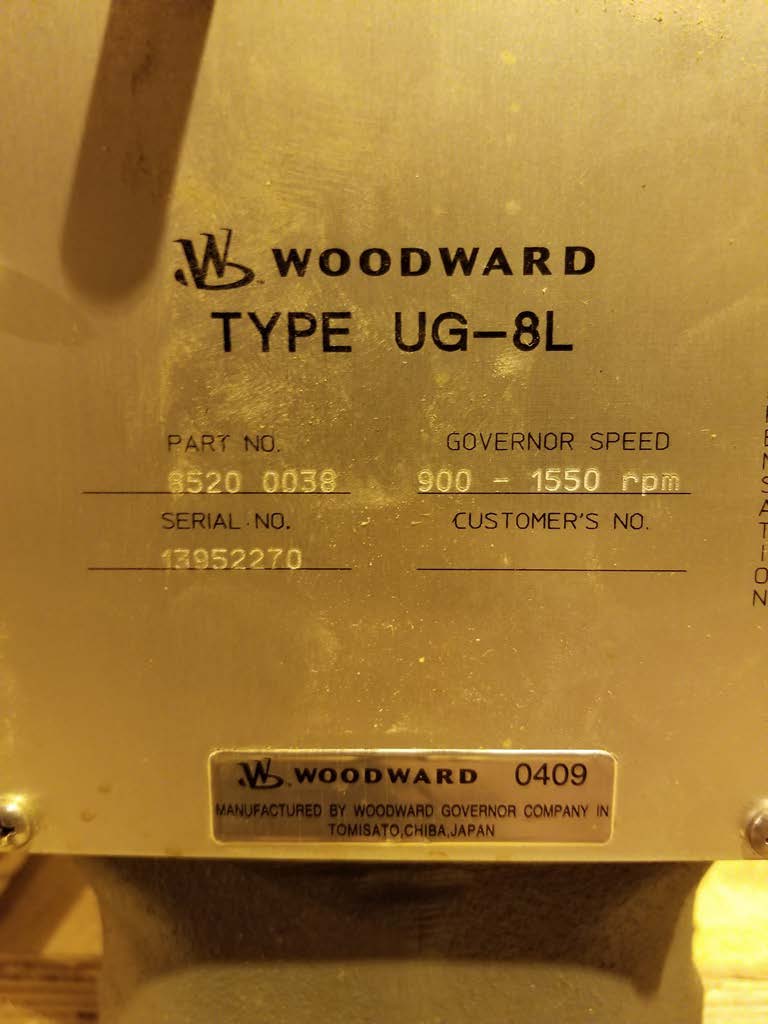 W WOODWARD
TYPE UG-8L
PART NO. GOVERNOR SPEED
8520 0038 900 - 1550 rpm
SERIAL NO. CUSTOMER'S NO.
13952270
W WOODWARD 0409
MANUFACTURED BY WOODWARD GOVERNOR COMPANY IN
TOMISATO,CHIBA,JAPAN